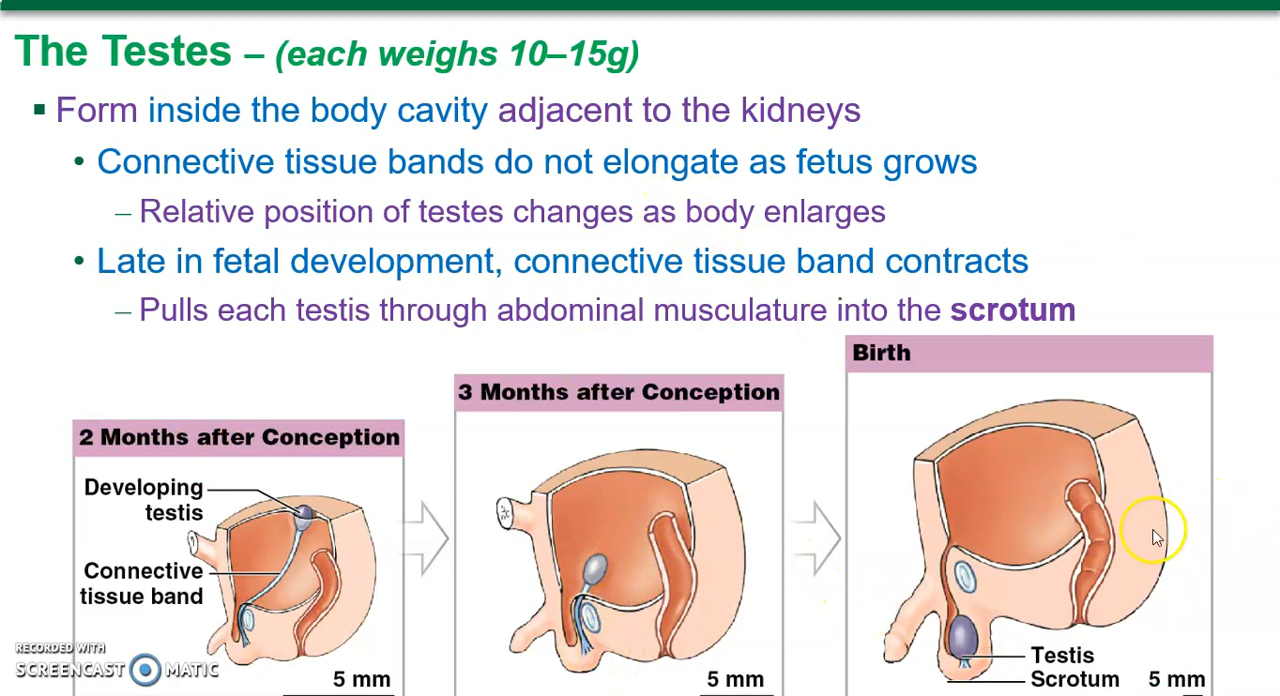 The Testes – (each weighs 10–15g)
▪ Form inside the body cavity adjacent to the kidneys
• Connective tissue bands do not elongate as fetus grows
– Relative position of testes changes as body enlarges
• Late in fetal development, connective tissue band contracts
– Pulls each testis through abdominal musculature into the scrotum
2 Months after Conception
Developing
testis
Connective
tissue band
5 mm
3 Months after Conception
5 mm
Birth
Testis
Scrotum
5 mm
RECORDED WITH
SCREENCAST MATIC